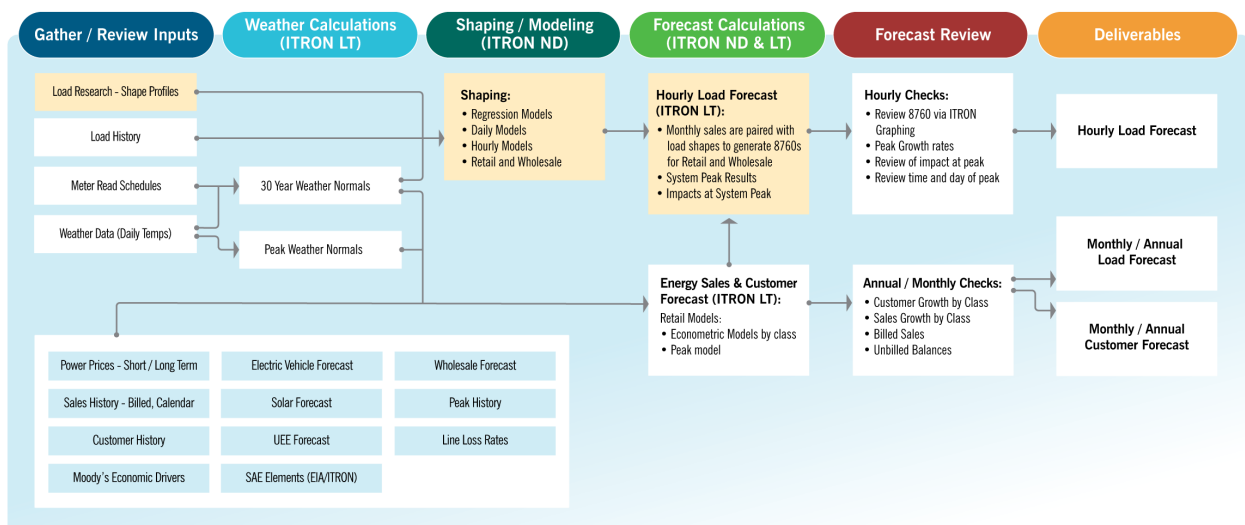 Gather / Review Inputs
Weather Calculations
(ITRON LT)
Shaping / Modeling
(ITRON ND)
Forecast Calculations
(ITRON ND & LT)
Forecast Review
Deliverables
Load Research – Shape Profiles
Load History
Meter Read Schedules
Weather Data (Daily Temps)
30 Year Weather Normals
Peak Weather Normals
Shaping:
• Regression Models
• Daily Models
• Hourly Models
• Retail and Wholesale
Hourly Load Forecast
(ITRON LT):
• Monthly sales are paired with
load shapes to generate 8760s
for Retail and Wholesale
• System Peak Results
• Impacts at System Peak
Hourly Checks:
• Review 8760 via ITRON
Graphing
• Peak Growth rates
• Review of impact at peak
• Review time and day of peak
Hourly Load Forecast
Energy Sales & Customer
Forecast (ITRON LT):
Retail Models:
• Econometric Models by class
• Peak model
Annual / Monthly Checks:
• Customer Growth by Class
• Sales Growth by Class
• Billed Sales
• Unbilled Balances
Monthly / Annual
Load Forecast
Monthly / Annual
Customer Forecast
Power Prices – Short / Long Term
Electric Vehicle Forecast
Wholesale Forecast
Sales History – Billed, Calendar
Solar Forecast
Peak History
Customer History
UEE Forecast
Line Loss Rates
Moody's Economic Drivers
SAE Elements (EIA/ITRON)